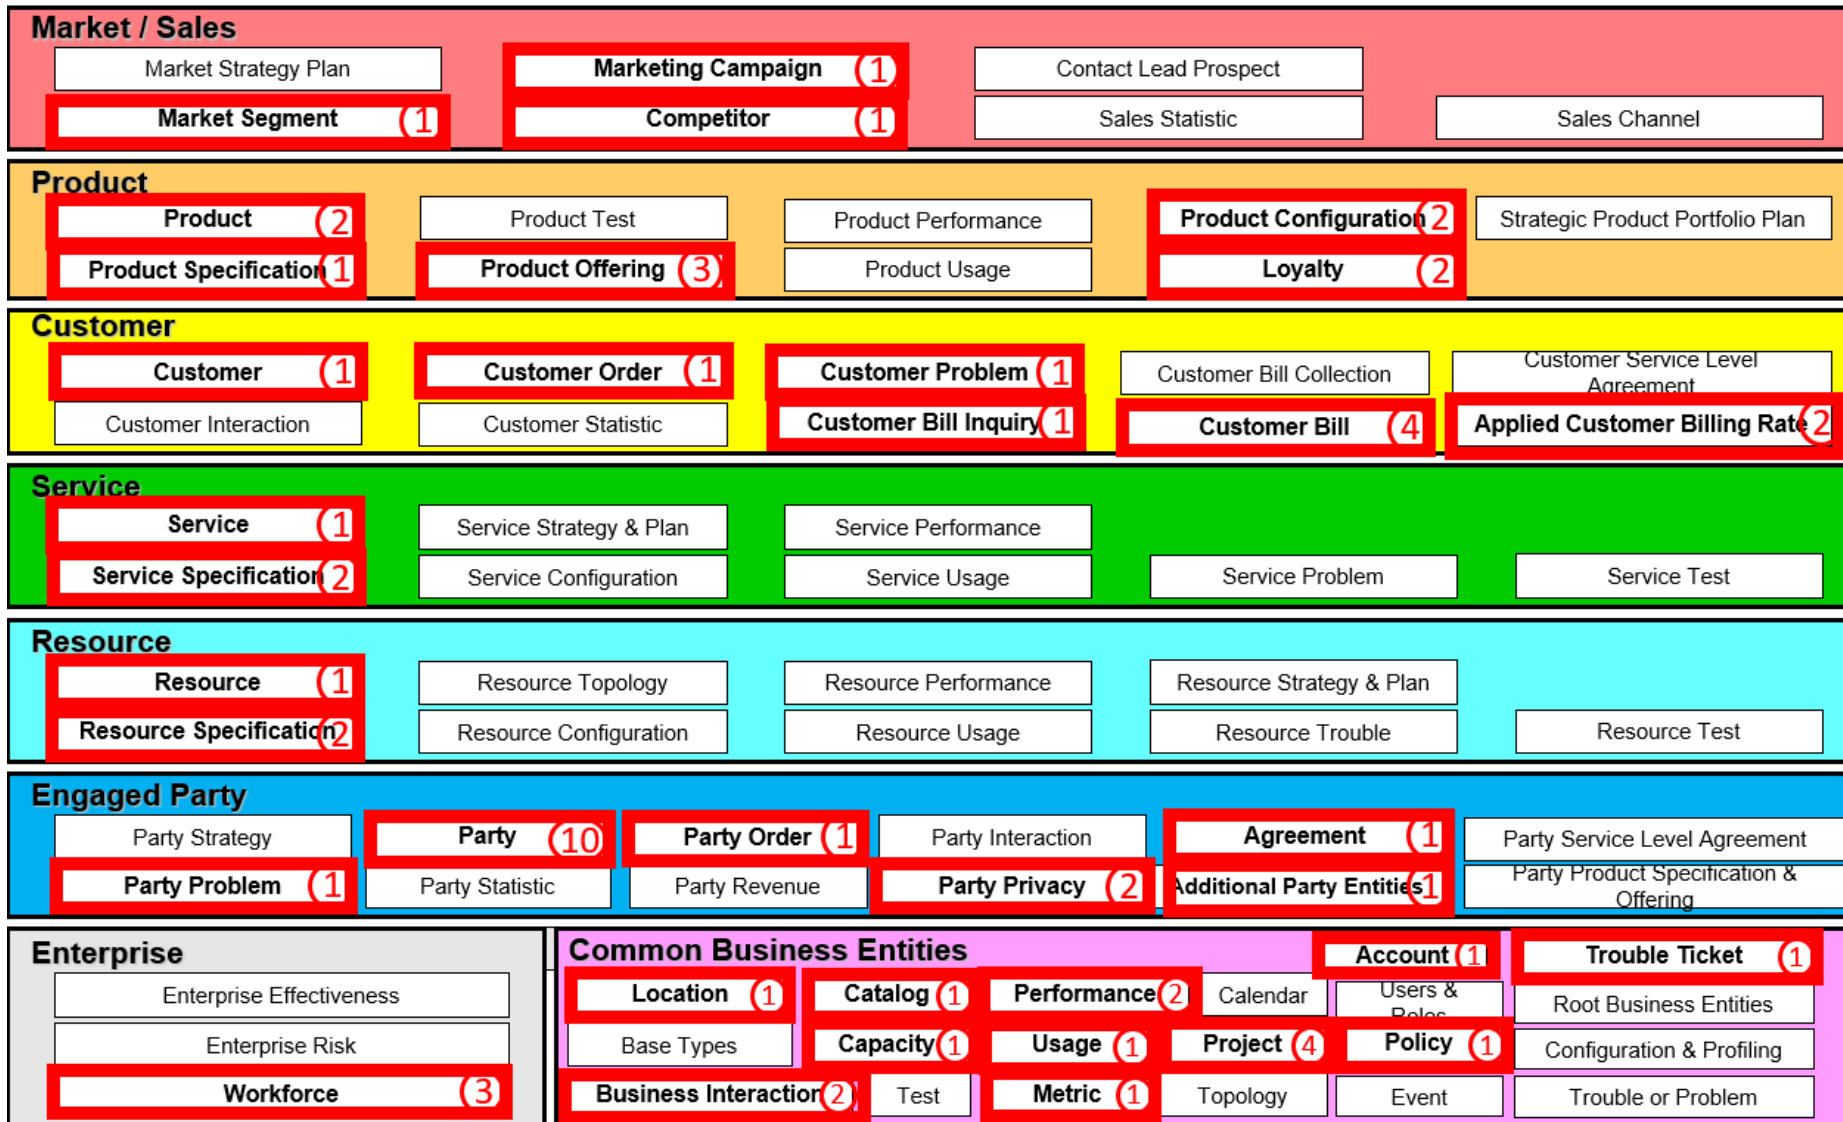 Market / Sales
Market Strategy Plan
Marketing Campaign (1)
Contact Lead Prospect
Market Segment (1)
Competitor (1)
Sales Statistic
Sales Channel
Product
Product (2)
Product Test
Product Performance
Product Configuration (2)
Strategic Product Portfolio Plan
Product Specification (1)
Product Offering (3)
Product Usage
Loyalty (2)
Customer
Customer (1)
Customer Order (1)
Customer Problem (1)
Customer Bill Collection
Customer Service Level
Agreement
Customer Interaction
Customer Statistic
Customer Bill Inquiry (1)
Customer Bill (4)
Applied Customer Billing Rate (2)
Service
Service (1)
Service Strategy & Plan
Service Performance
Service Specification (2)
Service Configuration
Service Usage
Service Problem
Service Test
Resource
Resource (1)
Resource Topology
Resource Performance
Resource Strategy & Plan
Resource Specification (2)
Resource Configuration
Resource Usage
Resource Trouble
Resource Test
Engaged Party
Party Strategy
Party (10)
Party Order (1)
Party Interaction
Agreement (1)
Party Service Level Agreement
Party Problem (1)
Party Statistic
Party Revenue
Party Privacy (2)
Additional Party Entities (1)
Party Product Specification &
Offering
Enterprise
Enterprise Effectiveness
Enterprise Risk
Workforce (3)
Common Business Entities
Account (1)
Trouble Ticket (1)
Location (1)
Catalog (1)
Performance (2)
Calendar
Users &
Roles
Root Business Entities
Base Types
Capacity (1)
Usage (1)
Project (4)
Policy (1)
Configuration & Profiling
Business Interaction (2)
Test
Metric (1)
Topology
Event
Trouble or Problem